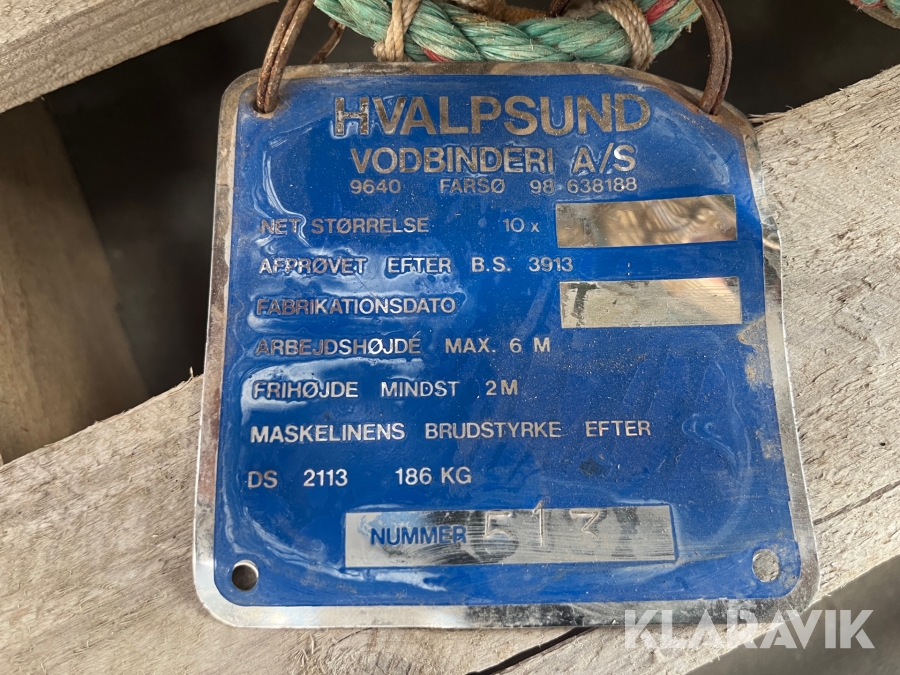 HVALPSUND
VODBINDERI A/S
9640 FARSØ 98-638188
NET STØRRELSE 10 x
AFPRØVET EFTER B.S. 3913
FABRIKATIONSDATO
ARBEJDSHØJDE MAX. 6 M
FRIHØJDE MINDST 2M
MASKELINENS BRUDSTYRKE EFTER
DS 2113 186 KG
NUMMER 513
KLARAVIK